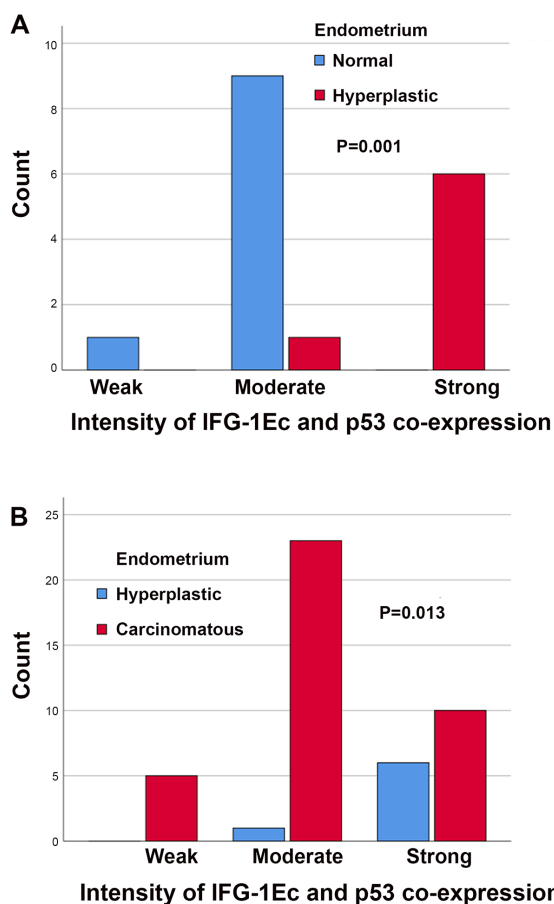 A
Endometrium
Normal
Hyperplastic
P=0.001
10
8
6
4
2
0
Count
Weak Moderate Strong
Intensity of IFG-1Ec and p53 co-expression
B
Endometrium
Hyperplastic
Carcinomatous
P=0.013
25
20
15
10
5
0
Count
Weak Moderate Strong
Intensity of IFG-1Ec and p53 co-expression